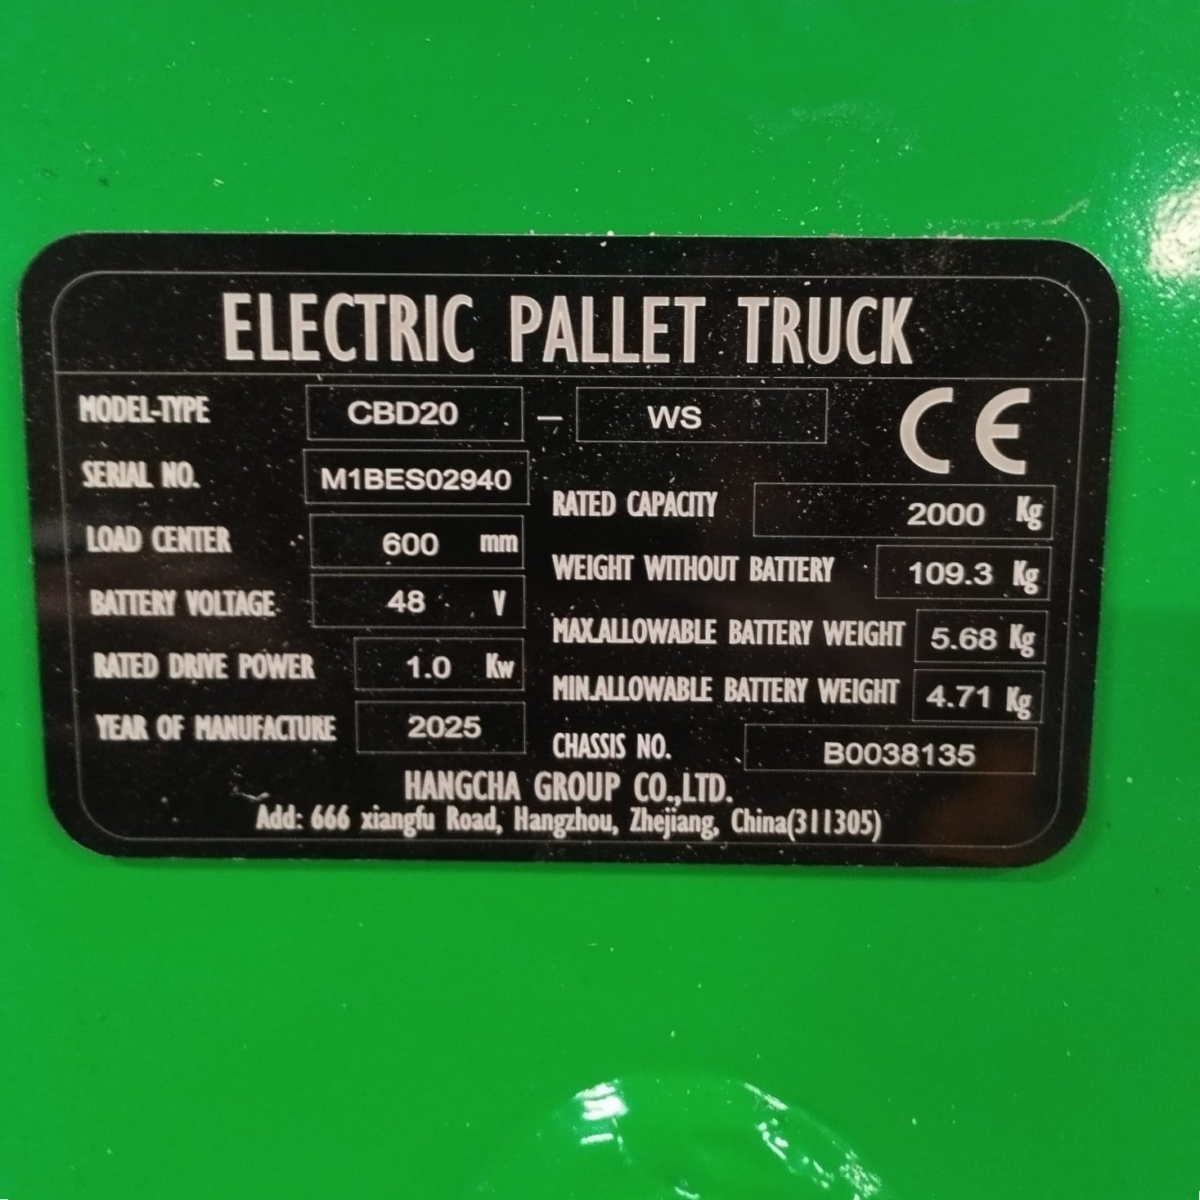 ELECTRIC PALLET TRUCK
MODEL-TYPE CBD20 – WS CE
SERIAL NO. M1BES02940
RATED CAPACITY 2000 Kg
LOAD CENTER 600 mm
WEIGHT WITHOUT BATTERY 109.3 Kg
BATTERY VOLTAGE 48 V
MAX.ALLOWABLE BATTERY WEIGHT 5.68 Kg
RATED DRIVE POWER 1.0 Kw
MIN.ALLOWABLE BATTERY WEIGHT 4.71 Kg
YEAR OF MANUFACTURE 2025
CHASSIS NO. B0038135
HANGCHA GROUP CO.,LTD.
Add: 666 xiangfu Road, Hangzhou, Zhejiang, China(311305)